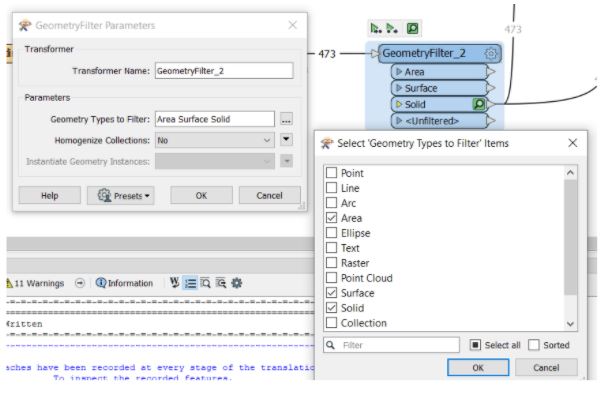 GeometryFilter Parameters
Transformer
Transformer Name: GeometryFilter_2
Parameters
Geometry Types to Filter: Area Surface Solid ...
Homogenize Collections: No
Instantiate Geometry Instances:
Help Presets OK Cancel
473
473
GeometryFilter_2
Area
Surface
Solid
<Unfiltered>
Select 'Geometry Types to Filter' Items
Point
Line
Arc
Area
Ellipse
Text
Raster
Point Cloud
Surface
Solid
Collection
Filter Select all Sorted
OK Cancel
11 Warnings Information
-=-=-=-=-=-=-=-=-=-=-=-=-=-=-=-=-=-=-=-=-
=========================================
-=-=-=-=-=-=-=-=-=-=-=-=-=-=-=-=-=-=-=-=-
aches have been recorded at every stage of the translatio
To inspect the recorded features,